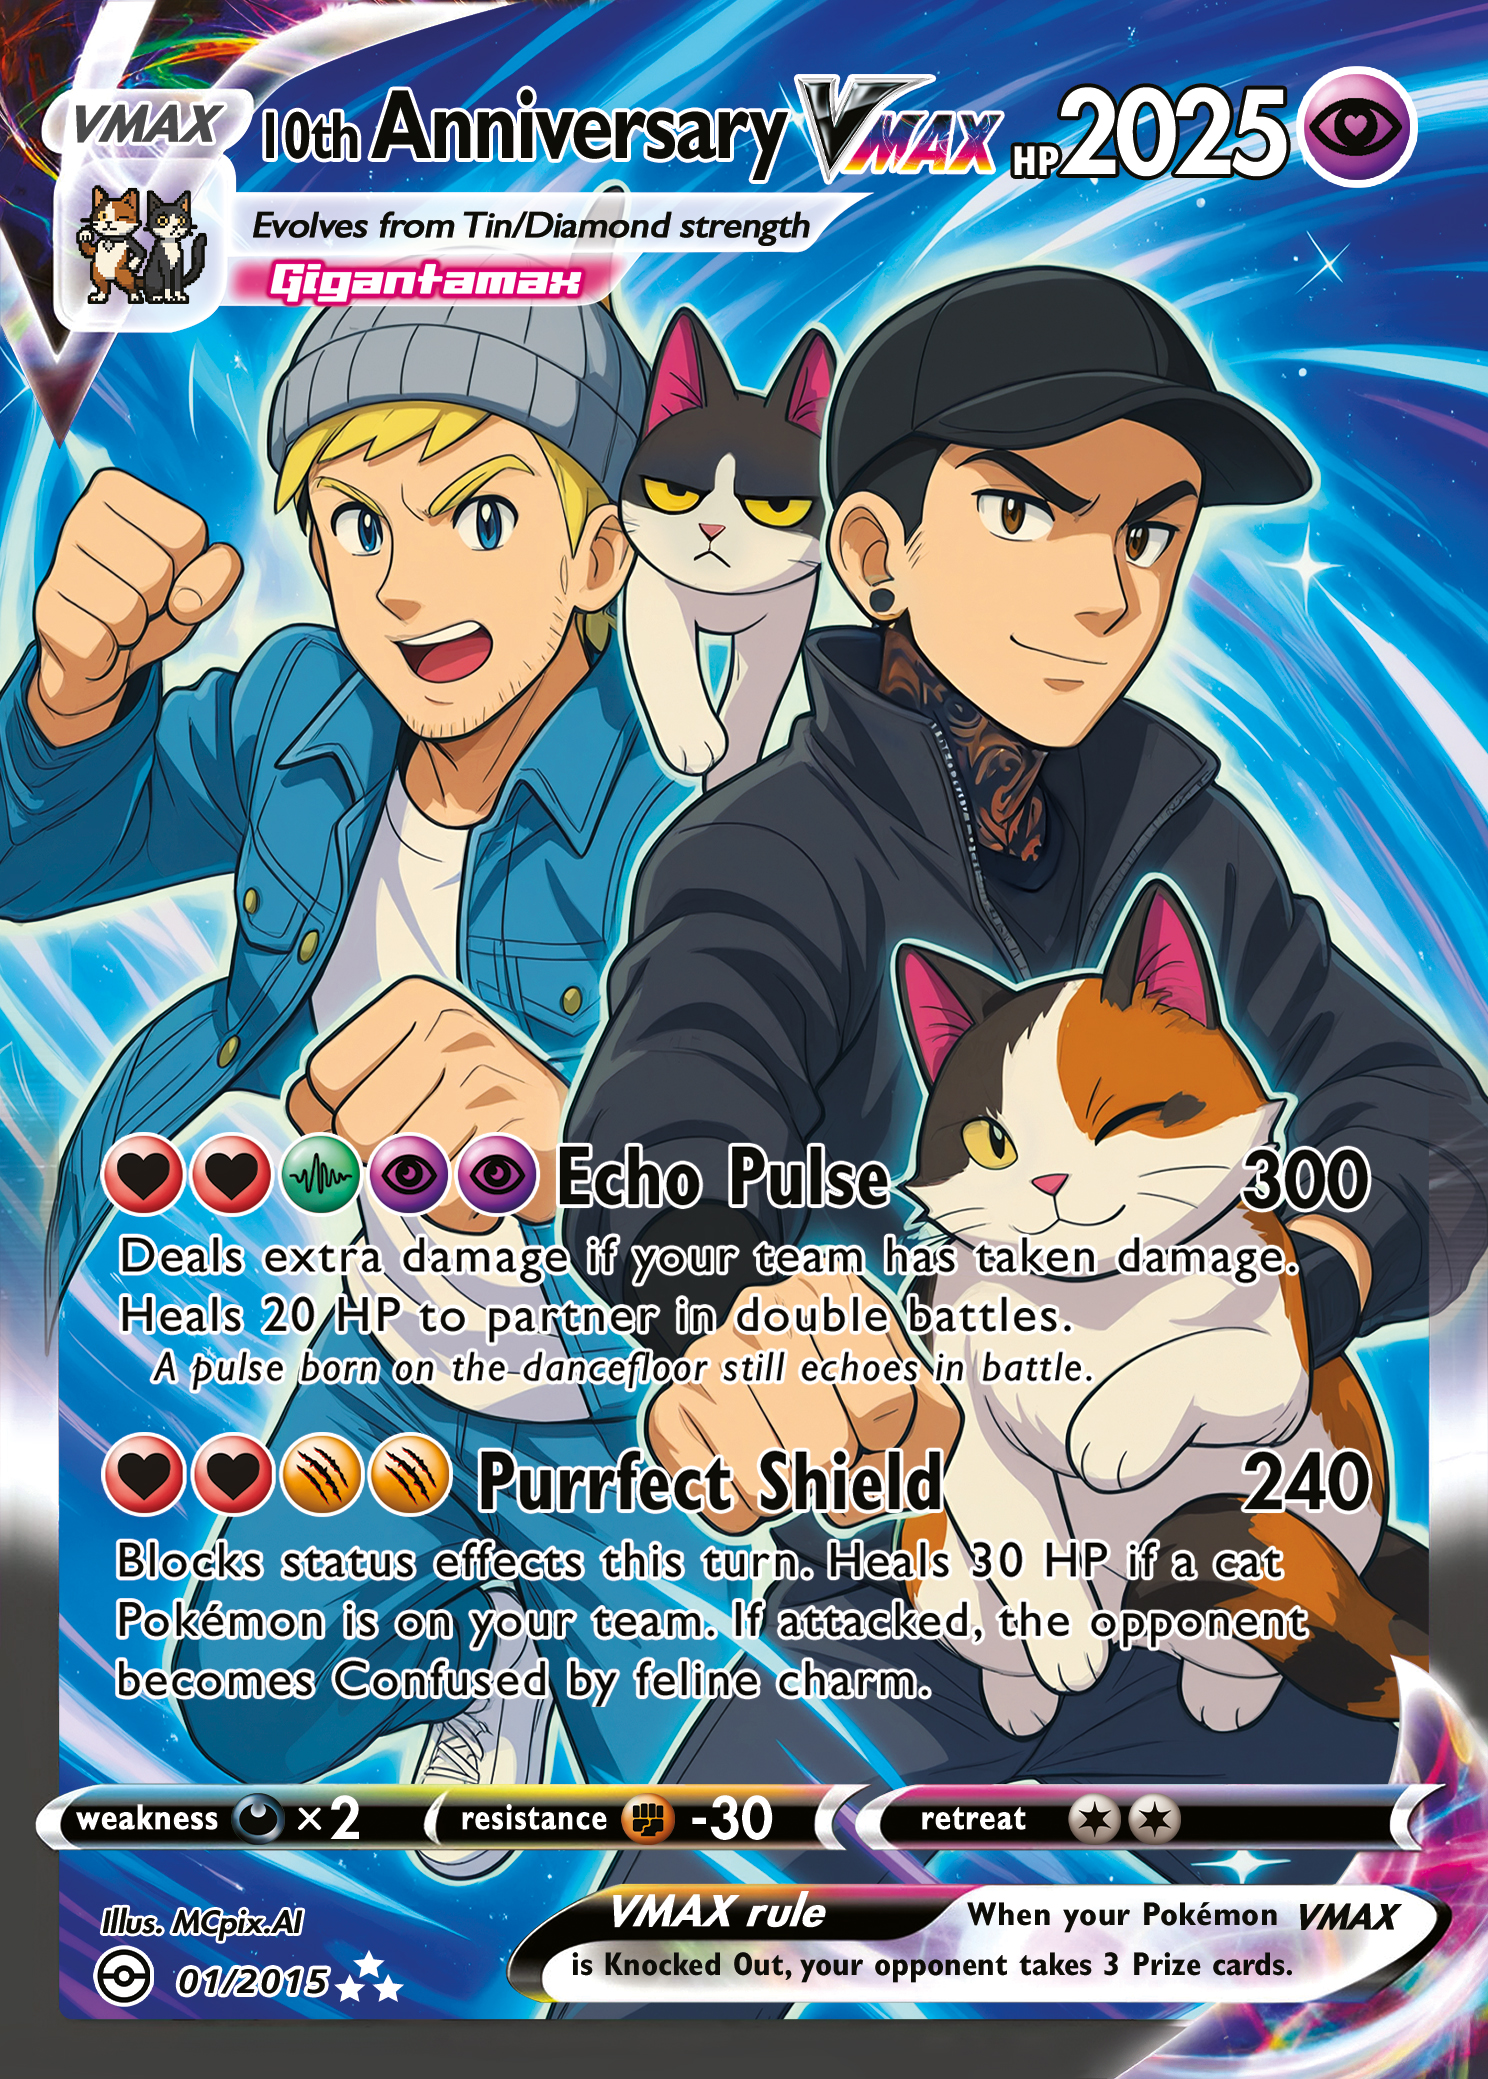 VMAX
10th Anniversary VMAX HP 2025
Evolves from Tin/Diamond strength
Gigantamax
Echo Pulse 300
Deals extra damage if your team has taken damage.
Heals 20 HP to partner in double battles.
A pulse born on the dancefloor still echoes in battle.
Purrfect Shield 240
Blocks status effects this turn. Heals 30 HP if a cat
Pokémon is on your team. If attacked, the opponent
becomes Confused by feline charm.
weakness ×2 resistance -30 retreat
Illus. MCpix.AI
01/2015
VMAX rule When your Pokémon VMAX
is Knocked Out, your opponent takes 3 Prize cards.